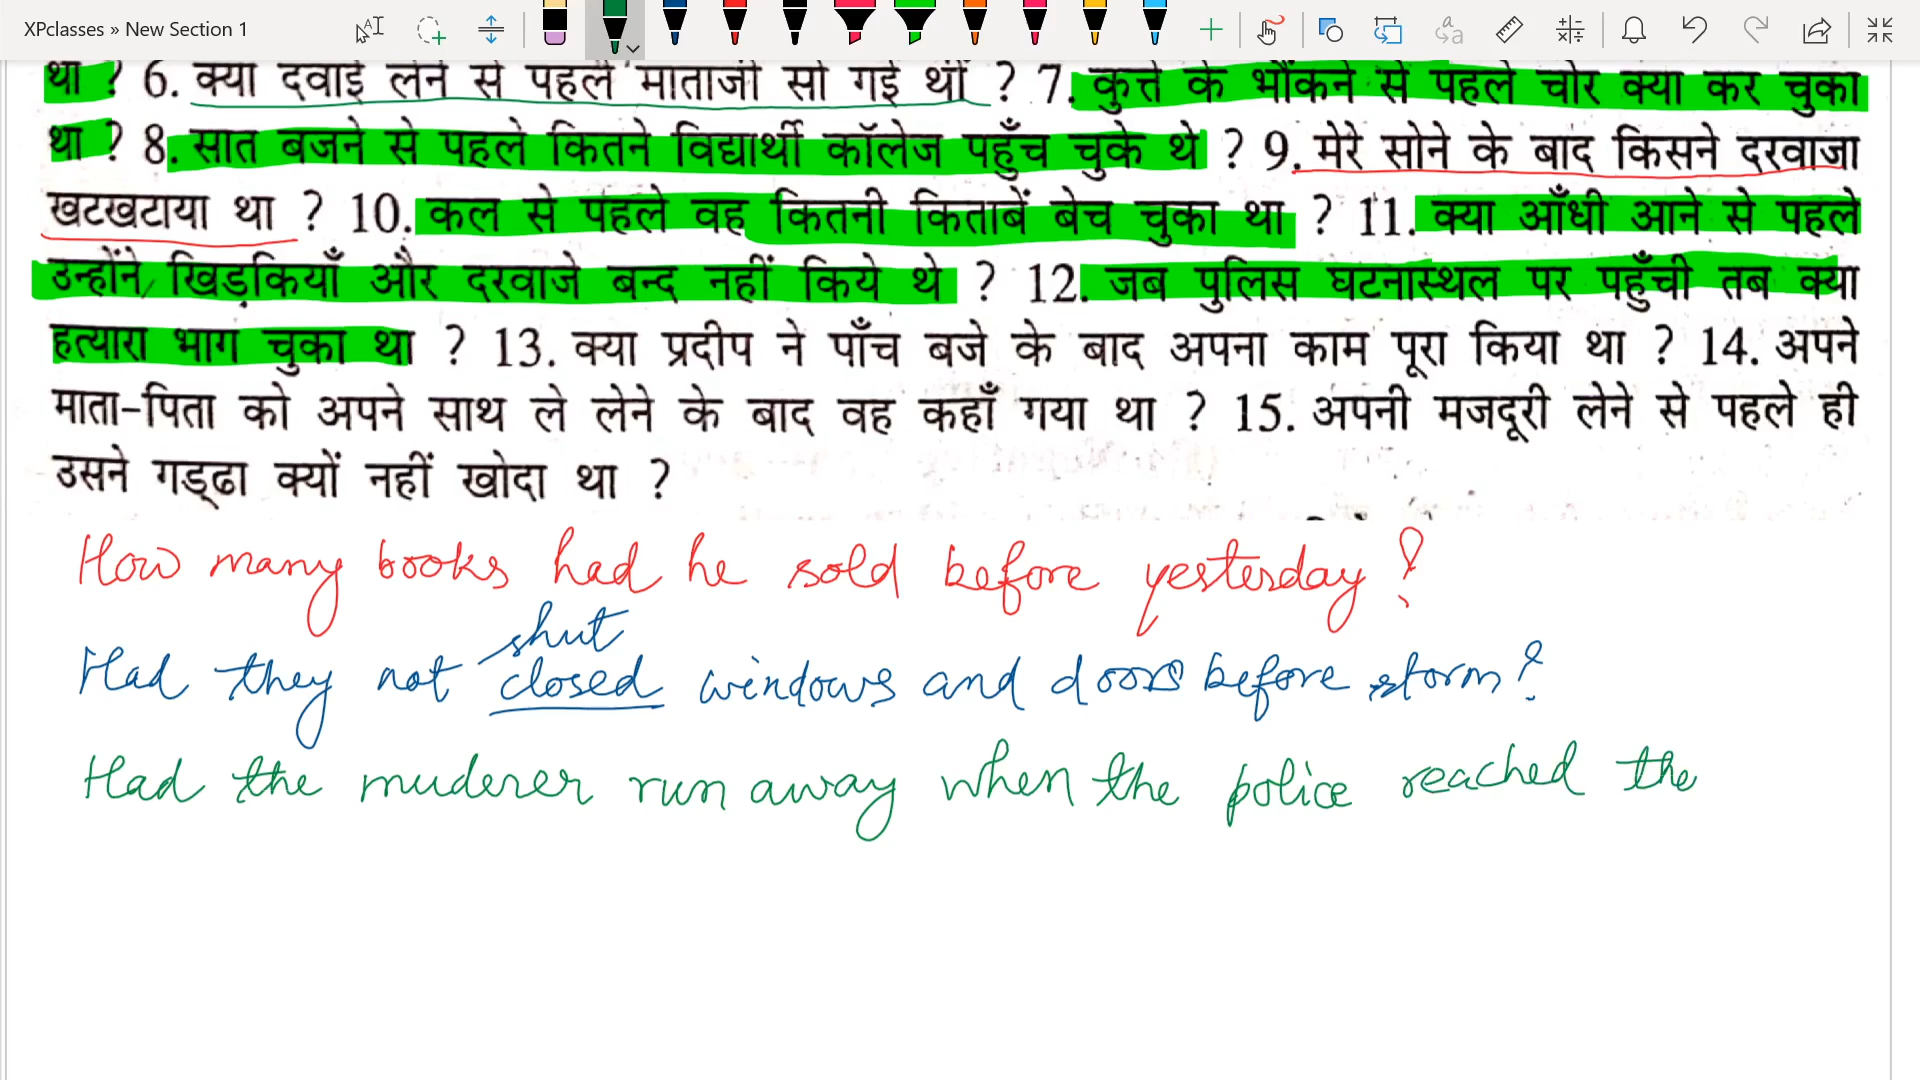 XPclasses » New Section 1
था ? 6. क्या दवाई लेने से पहले माताजी सो गई थीं ? 7. कुत्ते के भौंकने से पहले चोर क्या कर चुका
था ? 8. सात बजने से पहले कितने विद्यार्थी कॉलेज पहुँच चुके थे ? 9. मेरे सोने के बाद किसने दरवाजा
खटखटाया था ? 10. कल से पहले वह कितनी किताबें बेच चुका था ? 11. क्या आँधी आने से पहले
उन्होंने खिड़कियाँ और दरवाजे बन्द नहीं किये थे ? 12. जब पुलिस घटनास्थल पर पहुँची तब क्या
हत्यारा भाग चुका था ? 13. क्या प्रदीप ने पाँच बजे के बाद अपना काम पूरा किया था ? 14. अपने
माता-पिता को अपने साथ ले लेने के बाद वह कहाँ गया था ? 15. अपनी मजदूरी लेने से पहले ही
उसने गड्ढा क्यों नहीं खोदा था ?
How many books had he sold before yesterday?
shut
Had they not closed windows and doors before storm?
Had the muderer run away when the police reached the